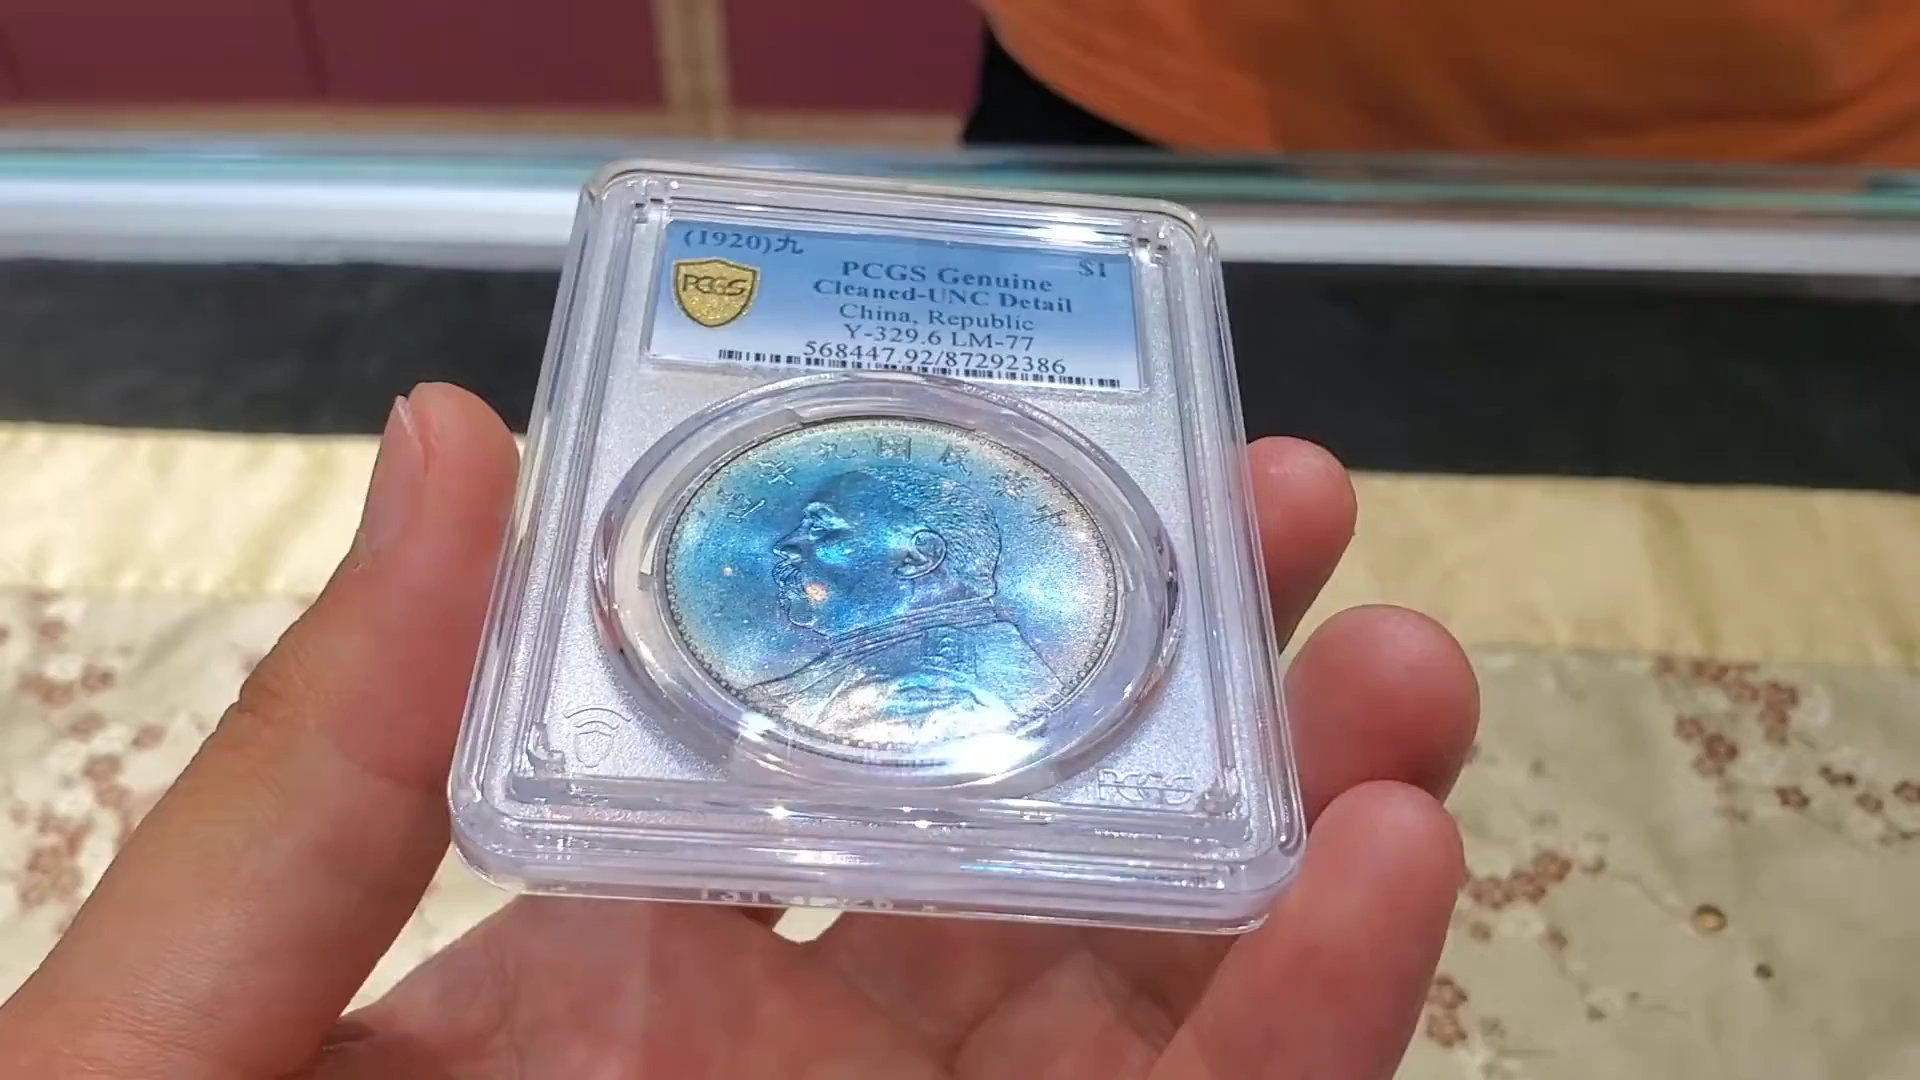 (1920)九
$1
PCGS
PCGS Genuine
Cleaned-UNC Detail
China, Republic
Y-329.6 LM-77
568447.92/87292386
造年九國民華中
PCGS